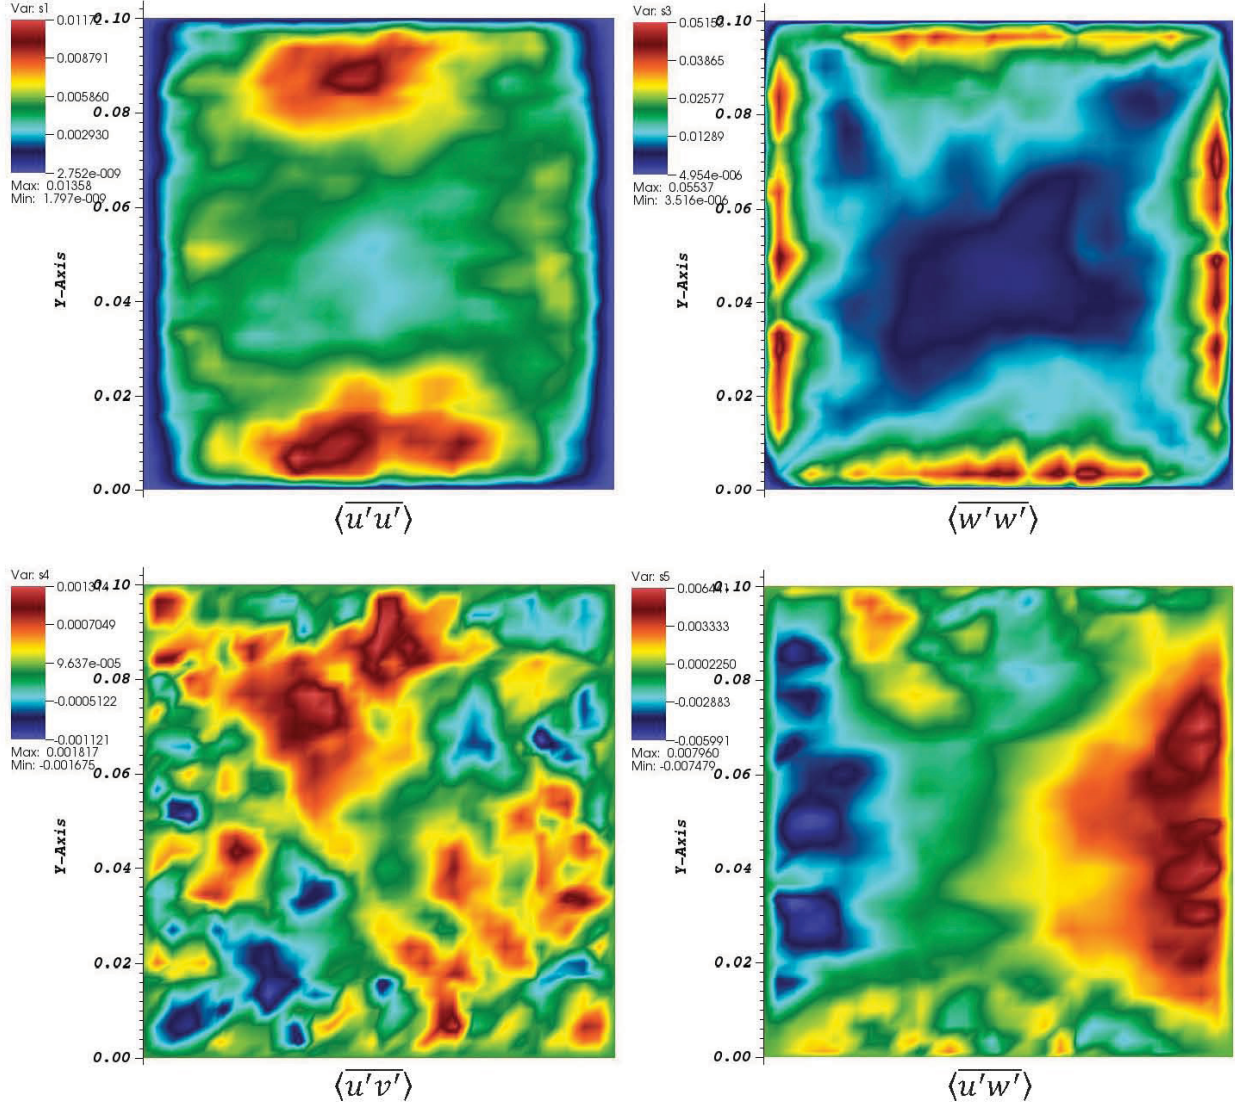 Var: s1
0.0117
0.008791
0.005860
0.002930
2.752e-009
Max: 0.01358
Min: 1.797e-009
0.10
0.08
0.06
0.04
0.02
0.00
Y-Axis
⟨u'u'⟩
Var: s3
0.05155
0.03865
0.02577
0.01289
4.954e-006
Max: 0.05537
Min: 3.516e-006
0.10
0.08
0.06
0.04
0.02
0.00
Y-Axis
⟨w'w'⟩
Var: s4
0.0007049
9.637e-005
-0.0005122
-0.001121
Max: 0.001817
Min: -0.001675
0.10
0.08
0.06
0.04
0.02
0.00
Y-Axis
⟨u'v'⟩
Var: s5
0.003333
0.0002250
-0.002883
-0.005991
Max: 0.007960
Min: -0.007479
0.10
0.08
0.06
0.04
0.02
0.00
Y-Axis
⟨u'w'⟩